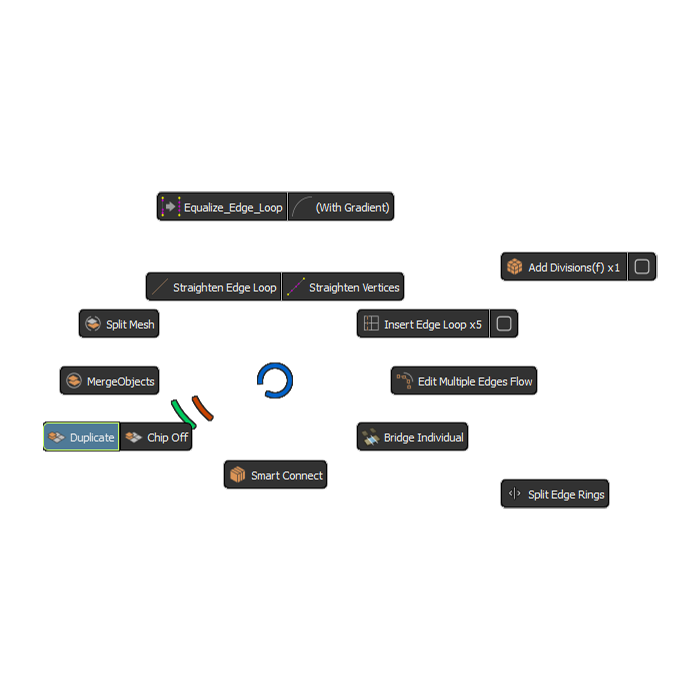 Equalize_Edge_Loop (With Gradient)
Add Divisions(f) x1
Straighten Edge Loop Straighten Vertices
Split Mesh
Insert Edge Loop x5
MergeObjects
Edit Multiple Edges Flow
Duplicate Chip Off
Bridge Individual
Smart Connect
Split Edge Rings